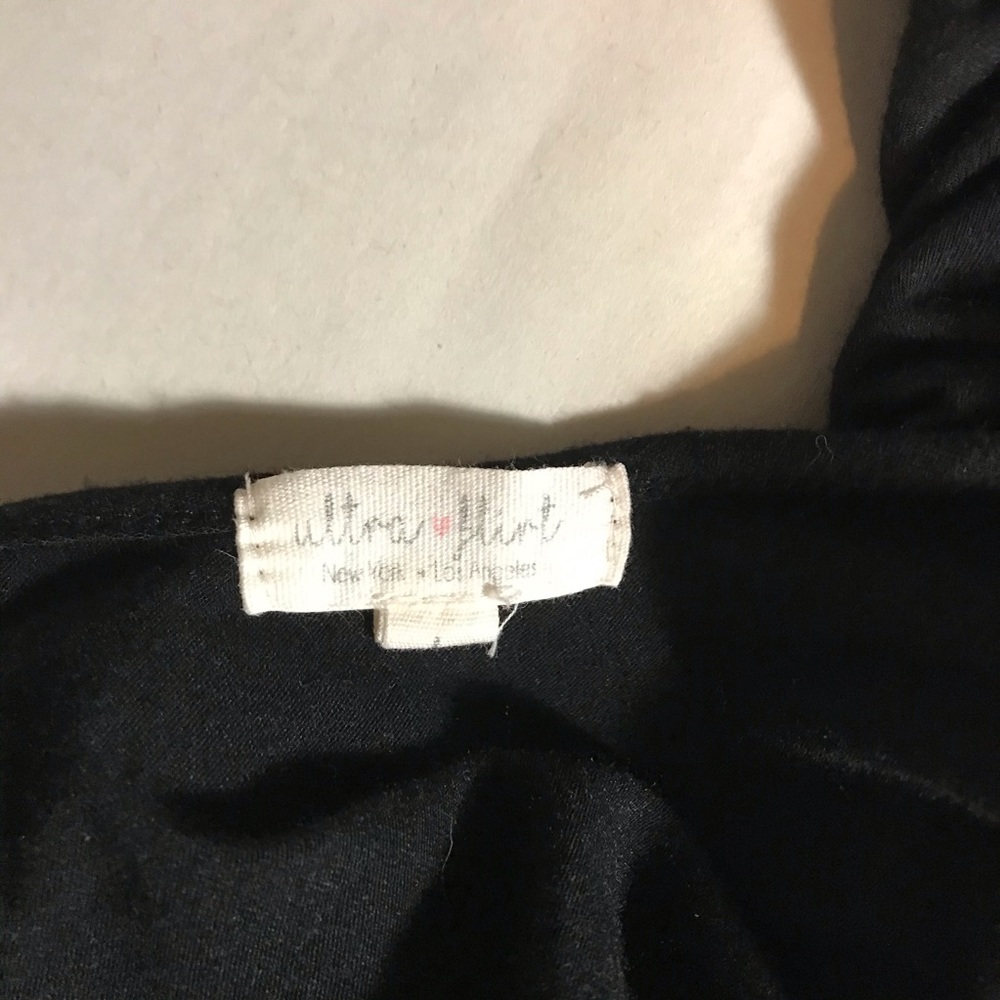 ultra flirt
New York • Los Angeles